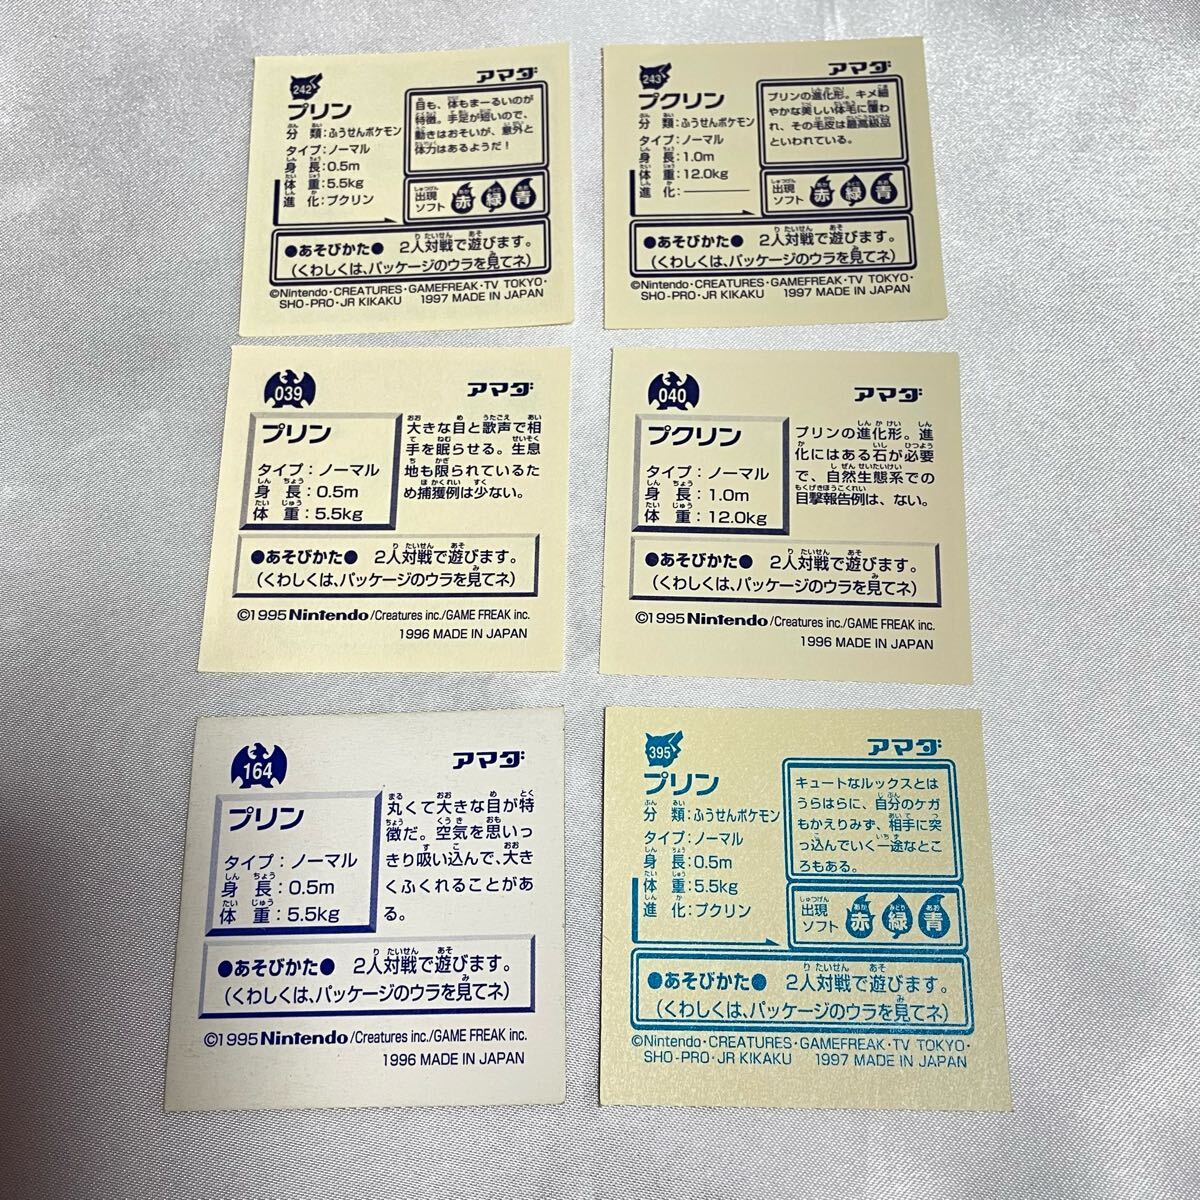 242
アマダ
プリン
分類:ふうせんポケモン
タイプ:ノーマル
身長:0.5m
体重:5.5kg
進化:プクリン
目も、体もまーるいのが
特徴。手足が短いので、
動きはおそいが、意外と
体力はあるようだ!
出現
ソフト
赤 緑 青
●あそびかた● 2人対戦で遊びます。
(くわしくは、パッケージのウラを見てネ)
©Nintendo・CREATURES・GAMEFREAK・TV TOKYO・
SHO-PRO・JR KIKAKU 1997 MADE IN JAPAN
243
アマダ
プクリン
分類:ふうせんポケモン
タイプ:ノーマル
身長:1.0m
体重:12.0kg
進化:————
プリンの進化形。キメ細
やかな美しい体毛に覆わ
れ、その毛皮は最高級品
といわれている。
出現
ソフト
赤 緑 青
●あそびかた● 2人対戦で遊びます。
(くわしくは、パッケージのウラを見てネ)
©Nintendo・CREATURES・GAMEFREAK・TV TOKYO・
SHO-PRO・JR KIKAKU 1997 MADE IN JAPAN
039
アマダ
プリン
タイプ:ノーマル
身長:0.5m
体重:5.5kg
大きな目と歌声で相
手を眠らせる。生息
地も限られているた
め捕獲例は少ない。
●あそびかた● 2人対戦で遊びます。
(くわしくは、パッケージのウラを見てネ)
©1995 Nintendo/Creatures inc./GAME FREAK inc.
1996 MADE IN JAPAN
040
アマダ
プクリン
タイプ:ノーマル
身長:1.0m
体重:12.0kg
プリンの進化形。進
化にはある石が必要
で、自然生態系での
目撃報告例は、ない。
●あそびかた● 2人対戦で遊びます。
(くわしくは、パッケージのウラを見てネ)
©1995 Nintendo/Creatures inc./GAME FREAK inc.
1996 MADE IN JAPAN
164
アマダ
プリン
タイプ:ノーマル
身長:0.5m
体重:5.5kg
丸くて大きな目が特
徴だ。空気を思いっ
きり吸い込んで、大き
くふくれることがあ
る。
●あそびかた● 2人対戦で遊びます。
(くわしくは、パッケージのウラを見てネ)
©1995 Nintendo/Creatures inc./GAME FREAK inc.
1996 MADE IN JAPAN
395
アマダ
プリン
分類:ふうせんポケモン
タイプ:ノーマル
身長:0.5m
体重:5.5kg
進化:プクリン
キュートなルックスとは
うらはらに、自分のケガ
もかえりみず、相手に突
っ込んでいく一途なとこ
ろもある。
出現
ソフト
赤 緑 青
●あそびかた● 2人対戦で遊びます。
(くわしくは、パッケージのウラを見てネ)
©Nintendo・CREATURES・GAMEFREAK・TV TOKYO・
SHO-PRO・JR KIKAKU 1997 MADE IN JAPAN